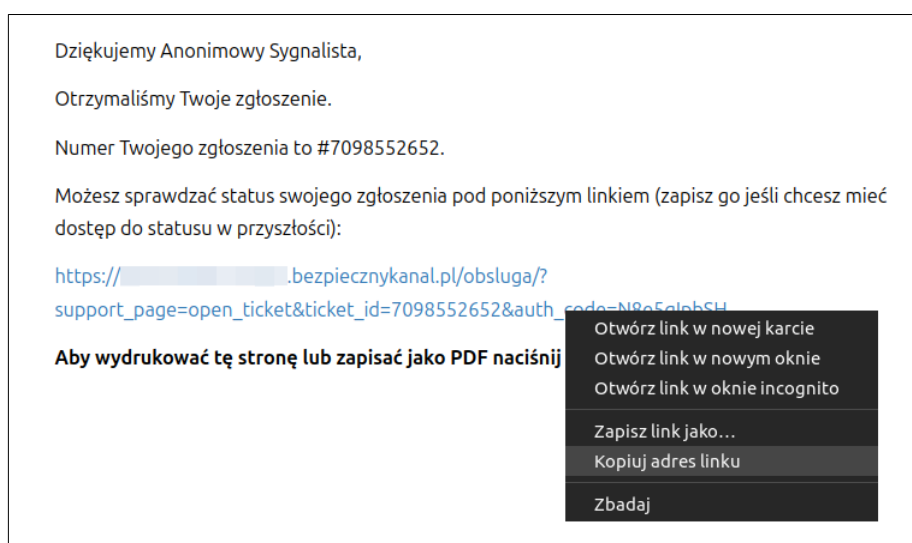 Dziękujemy Anonimowy Sygnalista,
Otrzymaliśmy Twoje zgłoszenie.
Numer Twojego zgłoszenia to #7098552652.
Możesz sprawdzać status swojego zgłoszenia pod poniższym linkiem (zapisz go jeśli chcesz mieć
dostęp do statusu w przyszłości):
https:// .bezpiecznykanal.pl/obsluga/?
support_page=open_ticket&ticket_id=7098552652&auth_code=
Aby wydrukować tę stronę lub zapisać jako PDF naciśnij
Otwórz link w nowej karcie
Otwórz link w nowym oknie
Otwórz link w oknie incognito
Zapisz link jako…
Kopiuj adres linku
Zbadaj